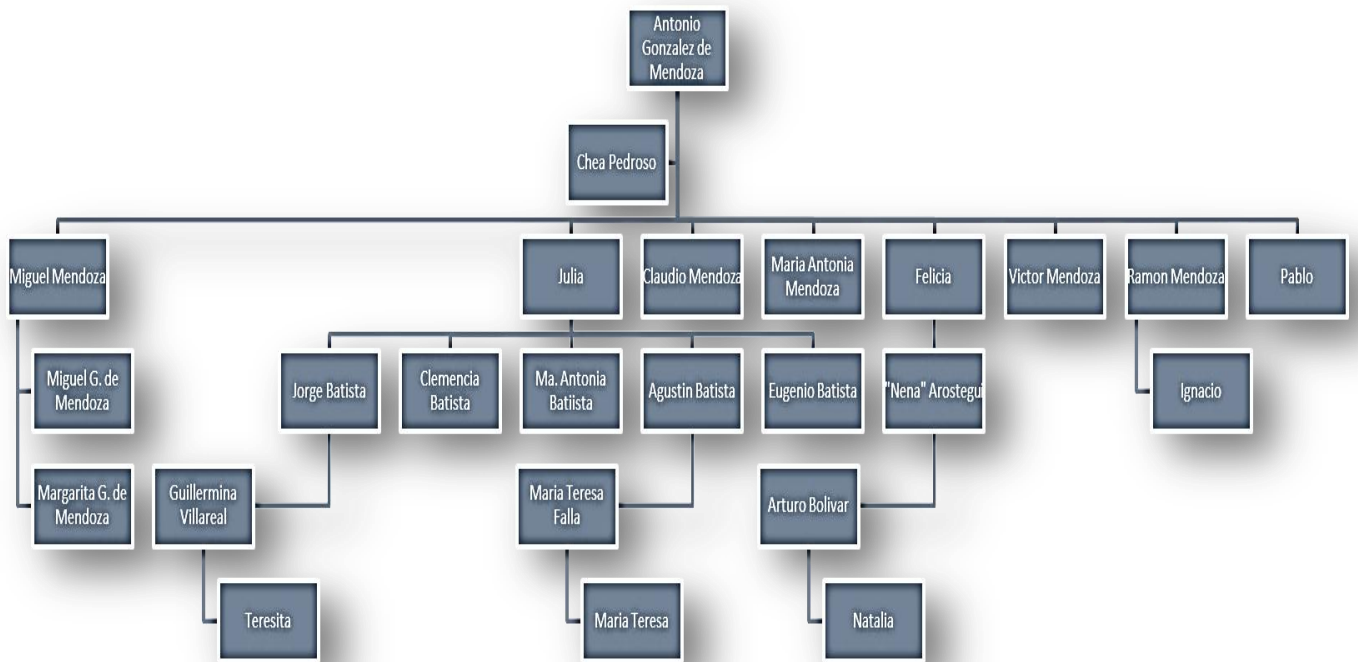 Antonio
Gonzalez de
Mendoza
Chea Pedroso
Miguel Mendoza
Julia
Claudio Mendoza
Maria Antonia
Mendoza
Felicia
Victor Mendoza
Ramon Mendoza
Pablo
Miguel G. de
Mendoza
Jorge Batista
Clemencia
Batista
Ma. Antonia
Batiista
Agustin Batista
Eugenio Batista
"Nena" Arostegui
Ignacio
Margarita G. de
Mendoza
Guillermina
Villareal
Maria Teresa
Falla
Arturo Bolivar
Teresita
Maria Teresa
Natalia